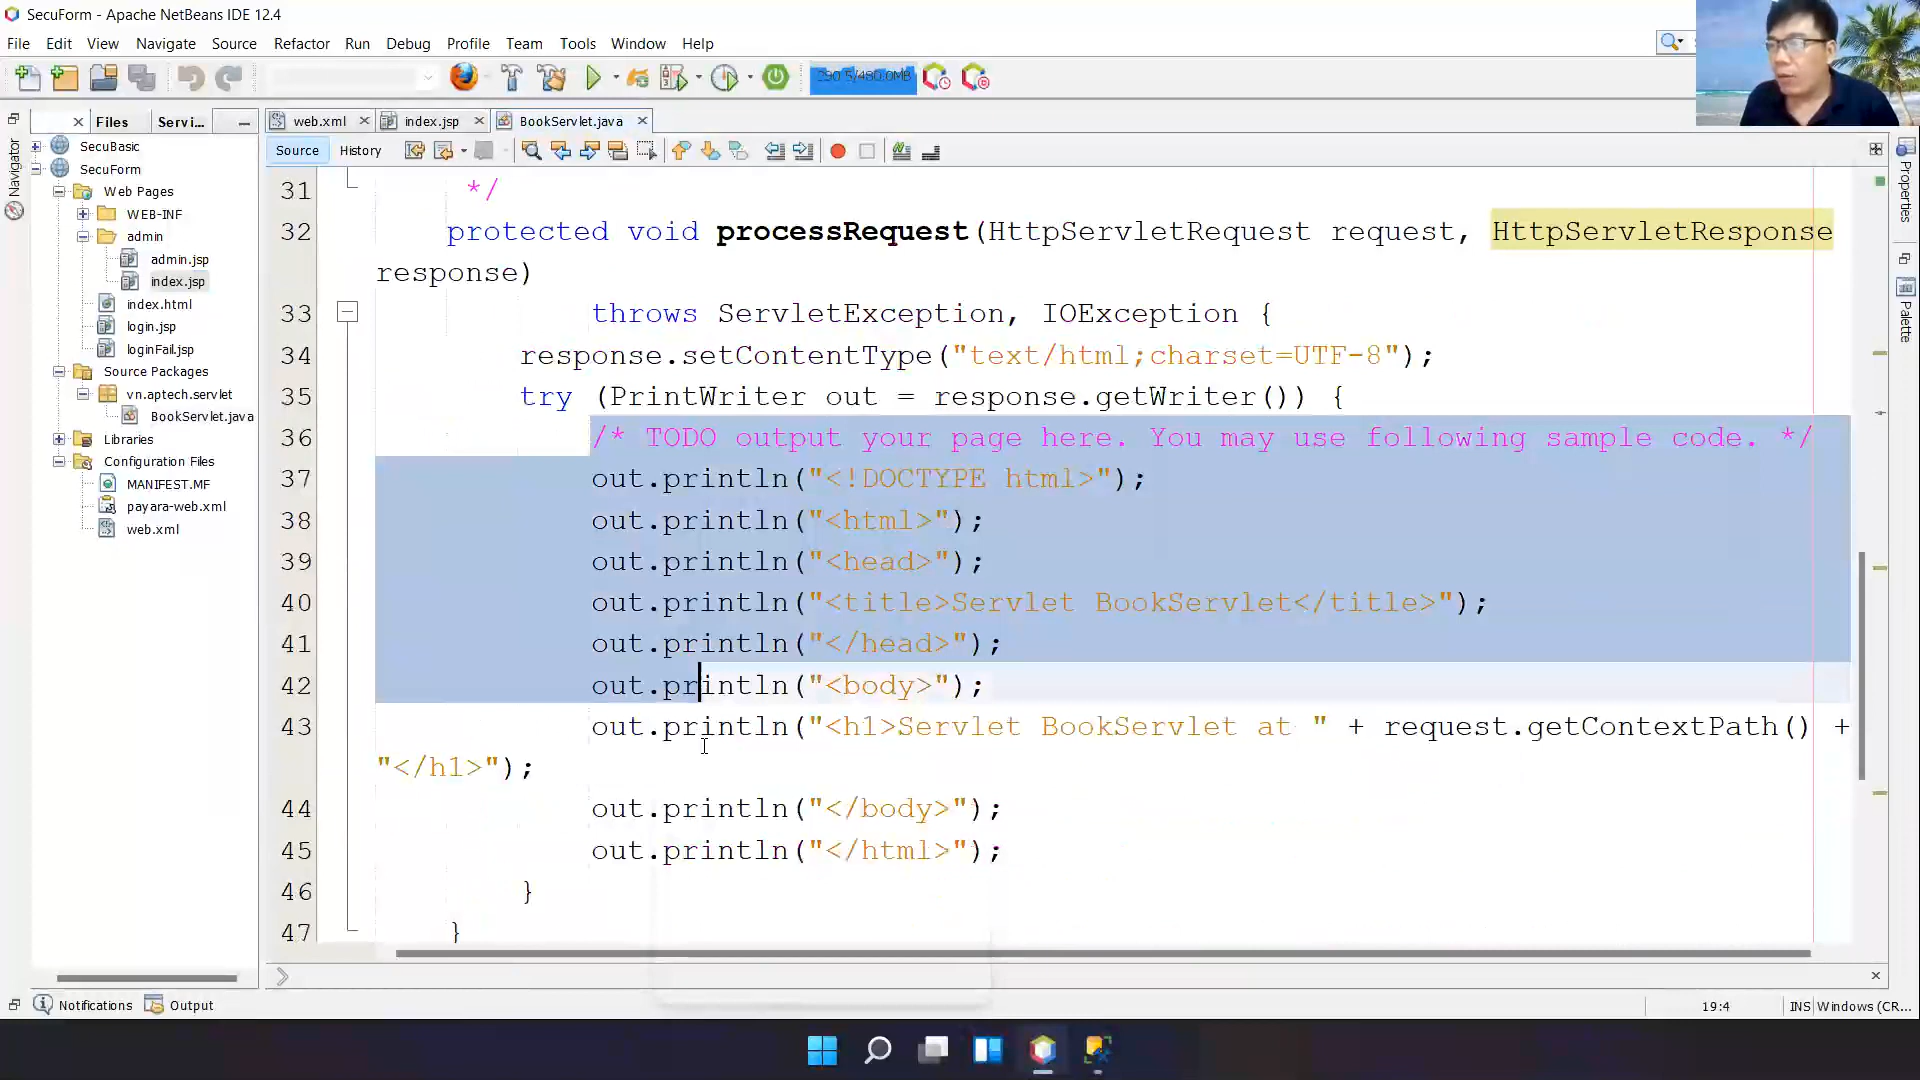 SecuForm - Apache NetBeans IDE 12.4
File Edit View Navigate Source Refactor Run Debug Profile Team Tools Window Help
290.5/480.0MB
Files Servi...
web.xml index.jsp BookServlet.java
Source History
Navigator
Properties
Palette
SecuBasic
SecuForm
Web Pages
WEB-INF
admin
admin.jsp
index.jsp
index.html
login.jsp
loginFail.jsp
Source Packages
vn.aptech.servlet
BookServlet.java
Libraries
Configuration Files
MANIFEST.MF
payara-web.xml
web.xml
31 */
32 protected void processRequest(HttpServletRequest request, HttpServletResponse
response)
33 throws ServletException, IOException {
34 response.setContentType("text/html;charset=UTF-8");
35 try (PrintWriter out = response.getWriter()) {
36 /* TODO output your page here. You may use following sample code. */
37 out.println("<!DOCTYPE html>");
38 out.println("<html>");
39 out.println("<head>");
40 out.println("<title>Servlet BookServlet</title>");
41 out.println("</head>");
42 out.println("<body>");
43 out.println("<h1>Servlet BookServlet at " + request.getContextPath() +
"</h1>");
44 out.println("</body>");
45 out.println("</html>");
46 }
47 }
Notifications Output
19:4 INS Windows (CR...